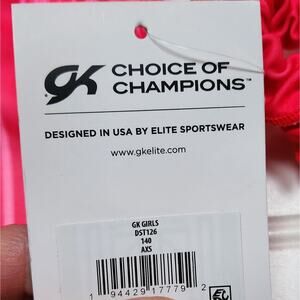 GK CHOICE OF
CHAMPIONS™
DESIGNED IN USA BY ELITE SPORTSWEAR
www.gkelite.com
GK GIRLS
DST126
140
AXS
1 94429 17779 2